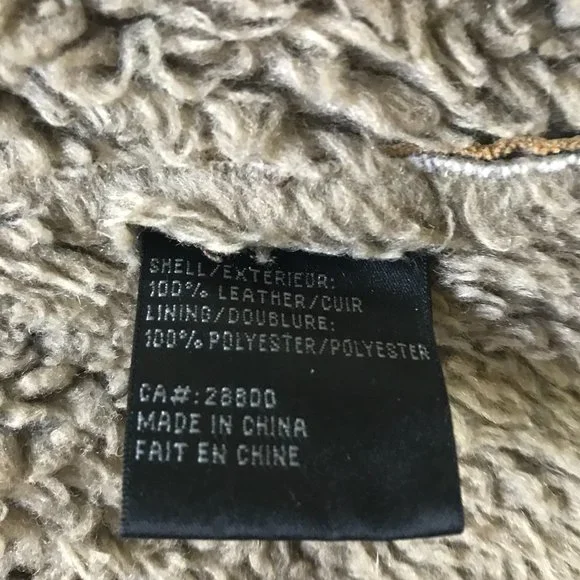 SHELL/EXTERIEUR:
100% LEATHER/CUIR
LINING/DOUBLURE:
100% POLYESTER/POLYESTER
CA#: 28800
MADE IN CHINA
FAIT EN CHINE